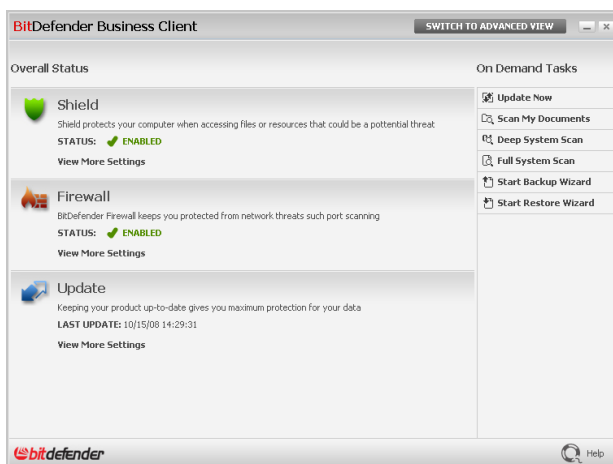 BitDefender Business Client
SWITCH TO ADVANCED VIEW
Overall Status
Shield
Shield protects your computer when accessing files or resources that could be a pottential threat
STATUS: ENABLED
View More Settings
Firewall
BitDefender Firewall keeps you protected from network threats such port scanning
STATUS: ENABLED
View More Settings
Update
Keeping your product up-to-date gives you maximum protection for your data
LAST UPDATE: 10/15/08 14:29:31
View More Settings
On Demand Tasks
Update Now
Scan My Documents
Deep System Scan
Full System Scan
Start Backup Wizard
Start Restore Wizard
bitdefender
Help